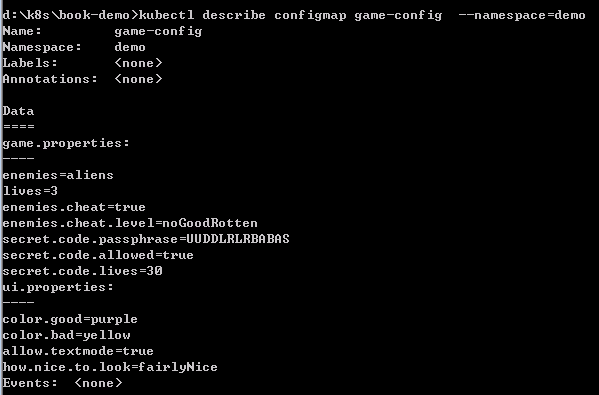 d:\k8s\book-demo>kubectl describe configmap game-config  --namespace=demo
Name:         game-config
Namespace:    demo
Labels:       <none>
Annotations:  <none>

Data
====
game.properties:
----
enemies=aliens
lives=3
enemies.cheat=true
enemies.cheat.level=noGoodRotten
secret.code.passphrase=UUDDLRLRBABAS
secret.code.allowed=true
secret.code.lives=30
ui.properties:
----
color.good=purple
color.bad=yellow
allow.textmode=true
how.nice.to.look=fairlyNice
Events:  <none>